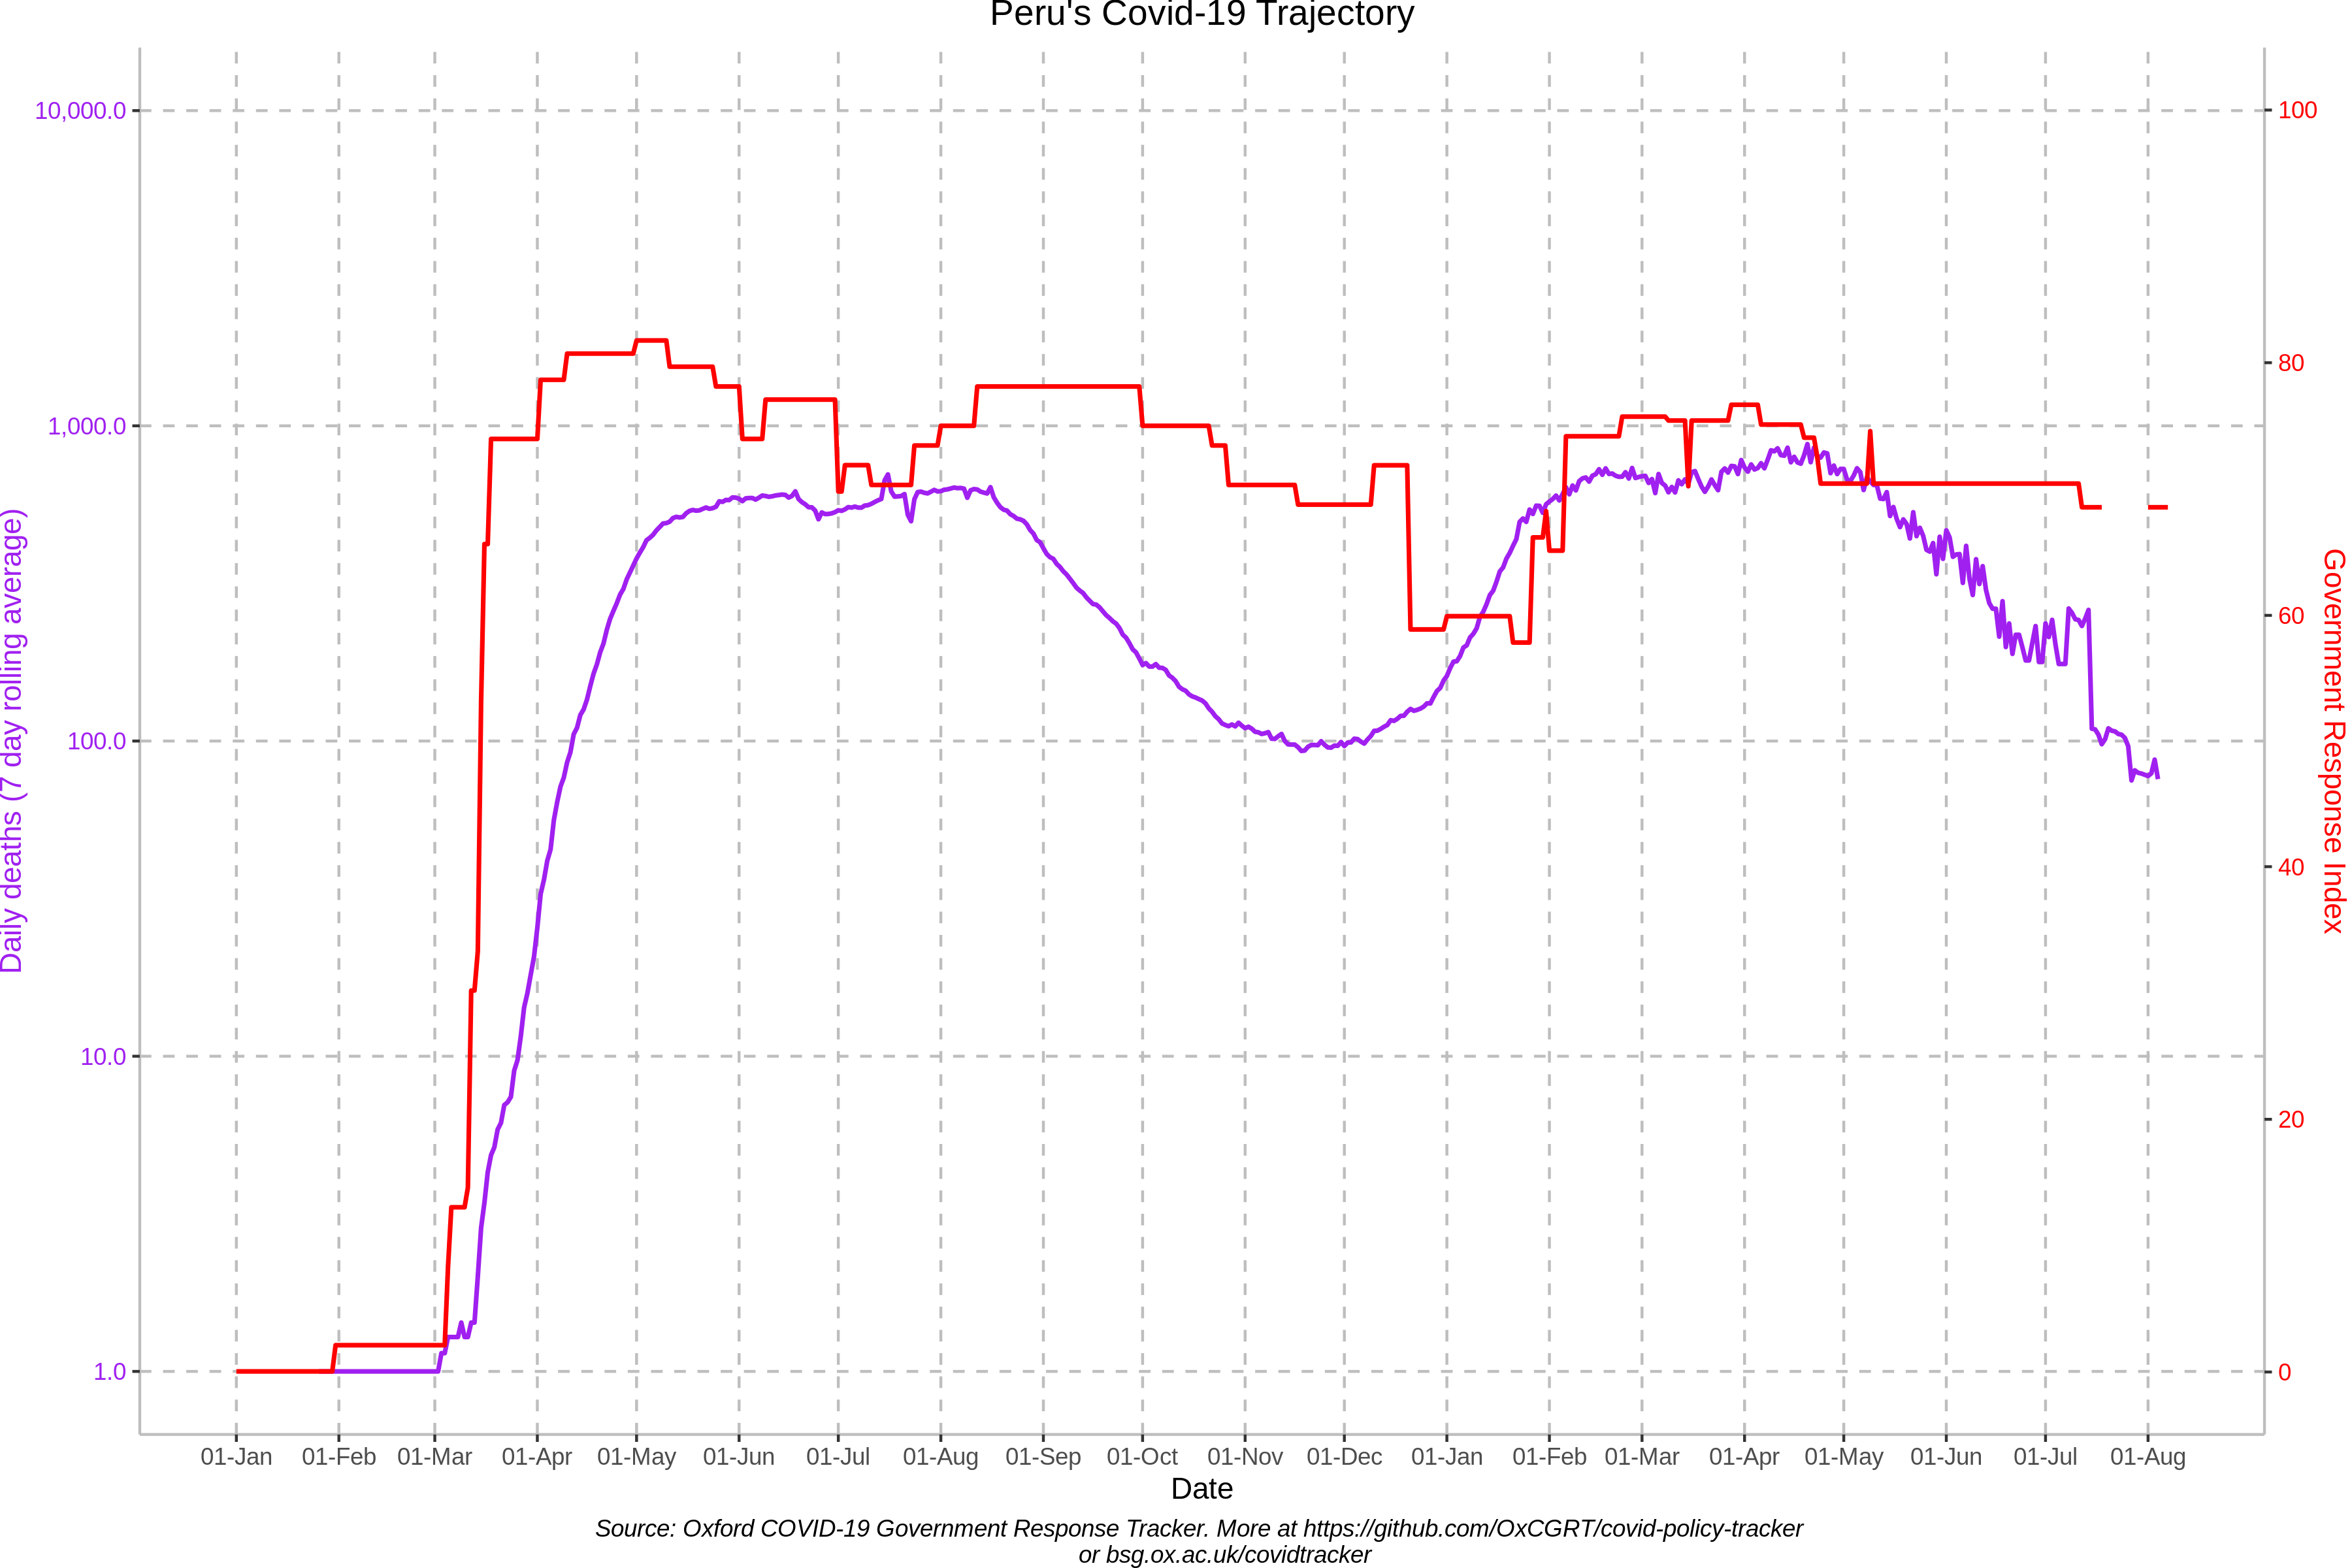 Peru's Covid-19 Trajectory
Daily deaths (7 day rolling average)
10,000.0
1,000.0
100.0
10.0
1.0
100
80
60
40
20
0
Government Response Index
01-Jan 01-Feb 01-Mar 01-Apr 01-May 01-Jun 01-Jul 01-Aug 01-Sep 01-Oct 01-Nov 01-Dec 01-Jan 01-Feb 01-Mar 01-Apr 01-May 01-Jun 01-Jul 01-Aug
Date
Source: Oxford COVID-19 Government Response Tracker. More at https://github.com/OxCGRT/covid-policy-tracker
or bsg.ox.ac.uk/covidtracker